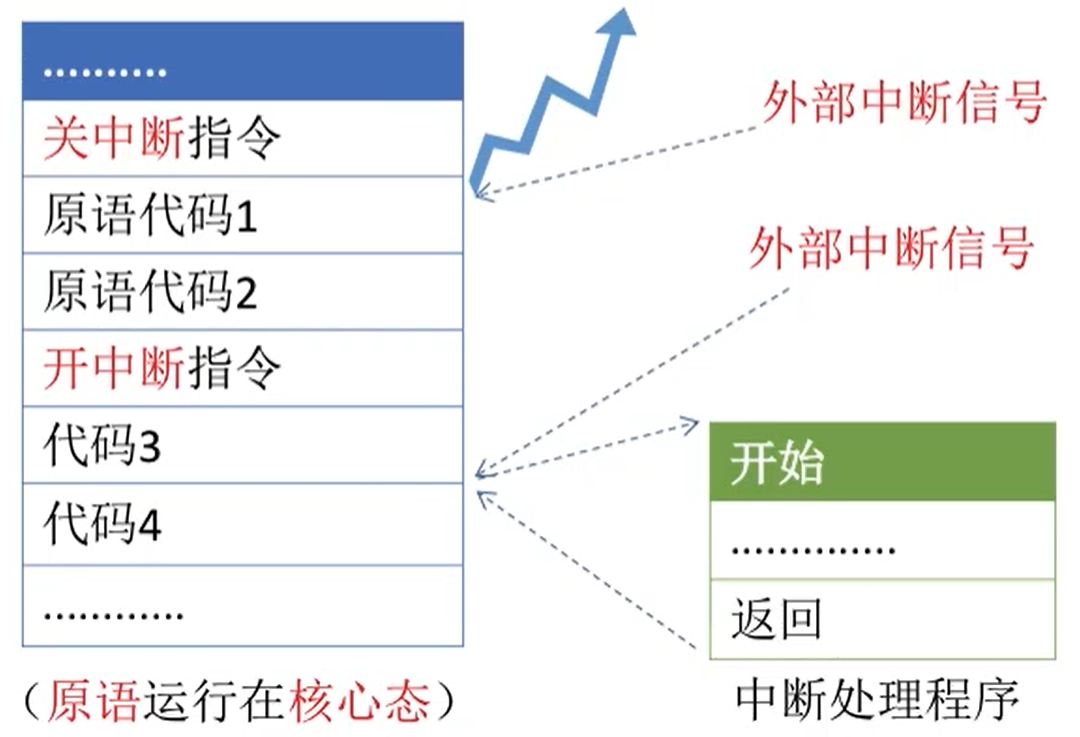 ..........
关中断指令
原语代码1
原语代码2
开中断指令
代码3
代码4
............
（原语运行在核心态）
外部中断信号
外部中断信号
开始
..............
返回
中断处理程序